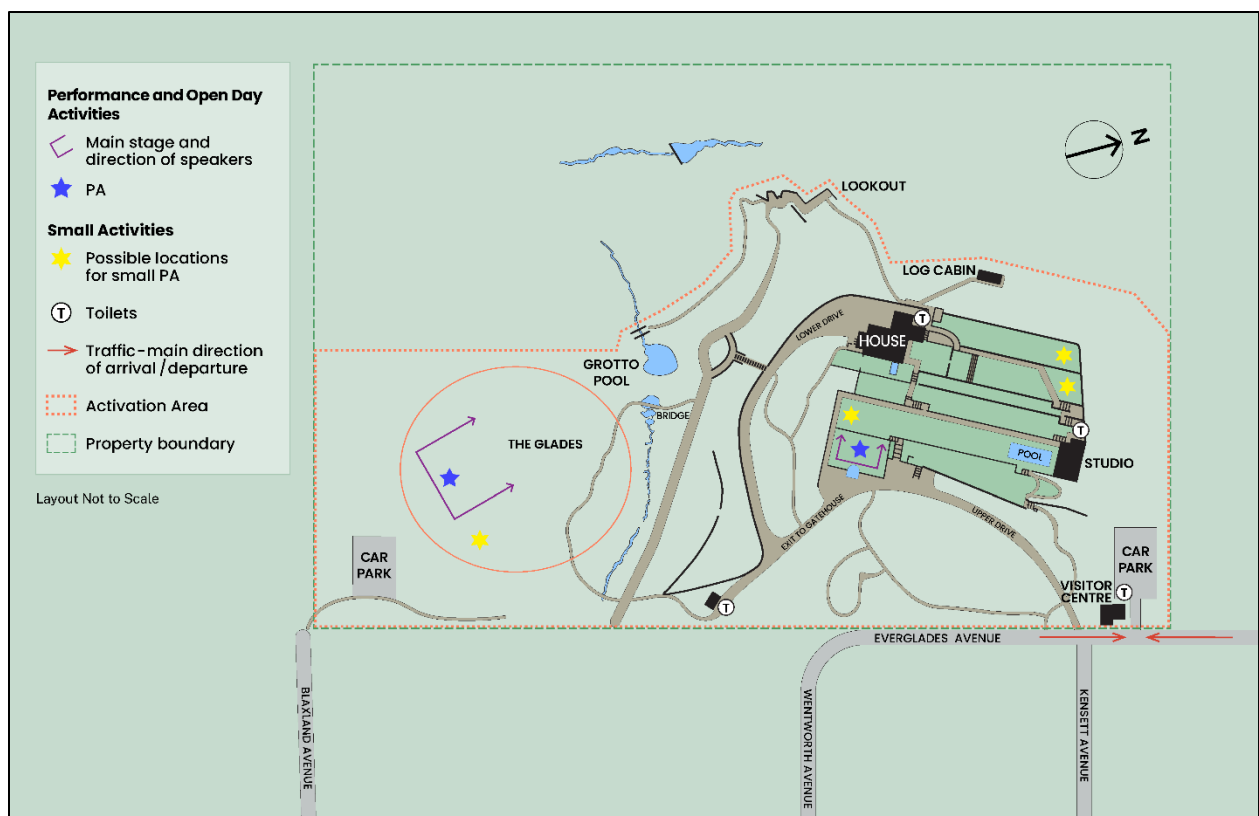 Performance and Open Day
Activities
Main stage and
direction of speakers
PA
Small Activities
Possible locations
for small PA
T
Toilets
Traffic - main direction
of arrival / departure
Activation Area
Property boundary
Layout Not to Scale
N
LOOKOUT
LOG CABIN
T
LOWER DRIVE
HOUSE
GROTTO
POOL
BRIDGE
THE GLADES
T
POOL
STUDIO
EXIT TO GATEHOUSE
UPPER DRIVE
CAR
PARK
CAR
PARK
VISITOR
CENTRE
T
T
EVERGLADES AVENUE
BLAXLAND AVENUE
WENTWORTH AVENUE
KENSETT AVENUE